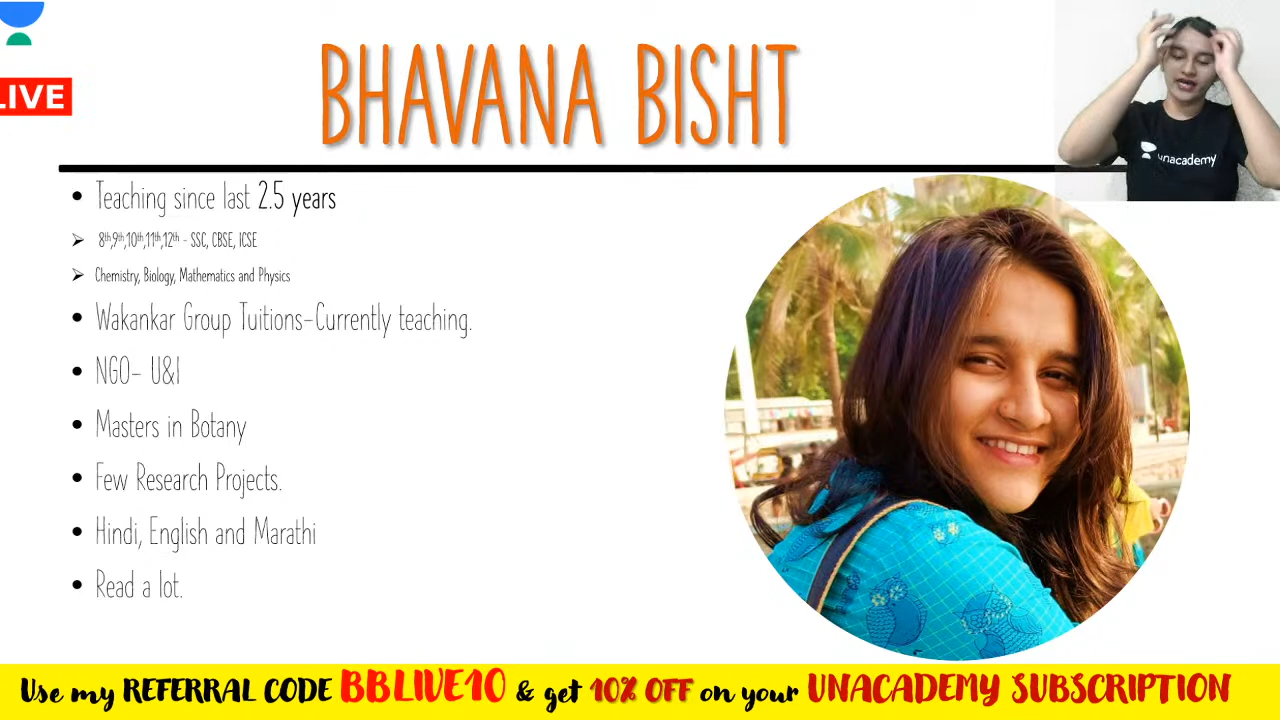 BHAVANA BISHT
LIVE
unacademy
• Teaching since last 2.5 years
➢ 8th,9th,10th,11th,12th - SSC, CBSE, ICSE
➢ Chemistry, Biology, Mathematics and Physics
• Wakankar Group Tuitions-Currently teaching.
• NGO- U&I
• Masters in Botany
• Few Research Projects.
• Hindi, English and Marathi
• Read a lot.
Use my REFERRAL CODE BBLIVE10 & get 10% OFF on your UNACADEMY SUBSCRIPTION